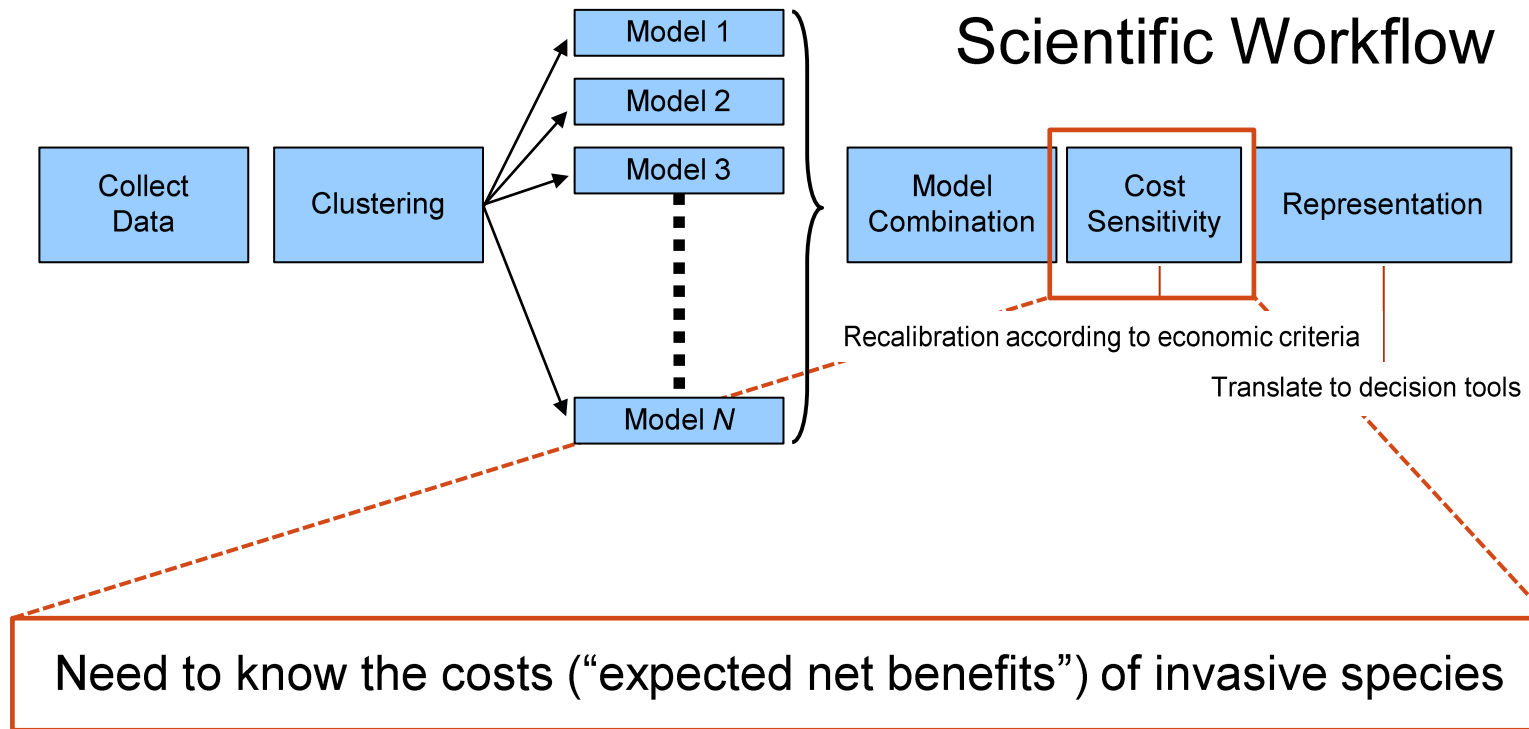 Scientific Workflow
Model 1
Model 2
Model 3
Model N
Collect
Data
Clustering
Model
Combination
Cost
Sensitivity
Representation
Recalibration according to economic criteria
Translate to decision tools
Need to know the costs (“expected net benefits”) of invasive species